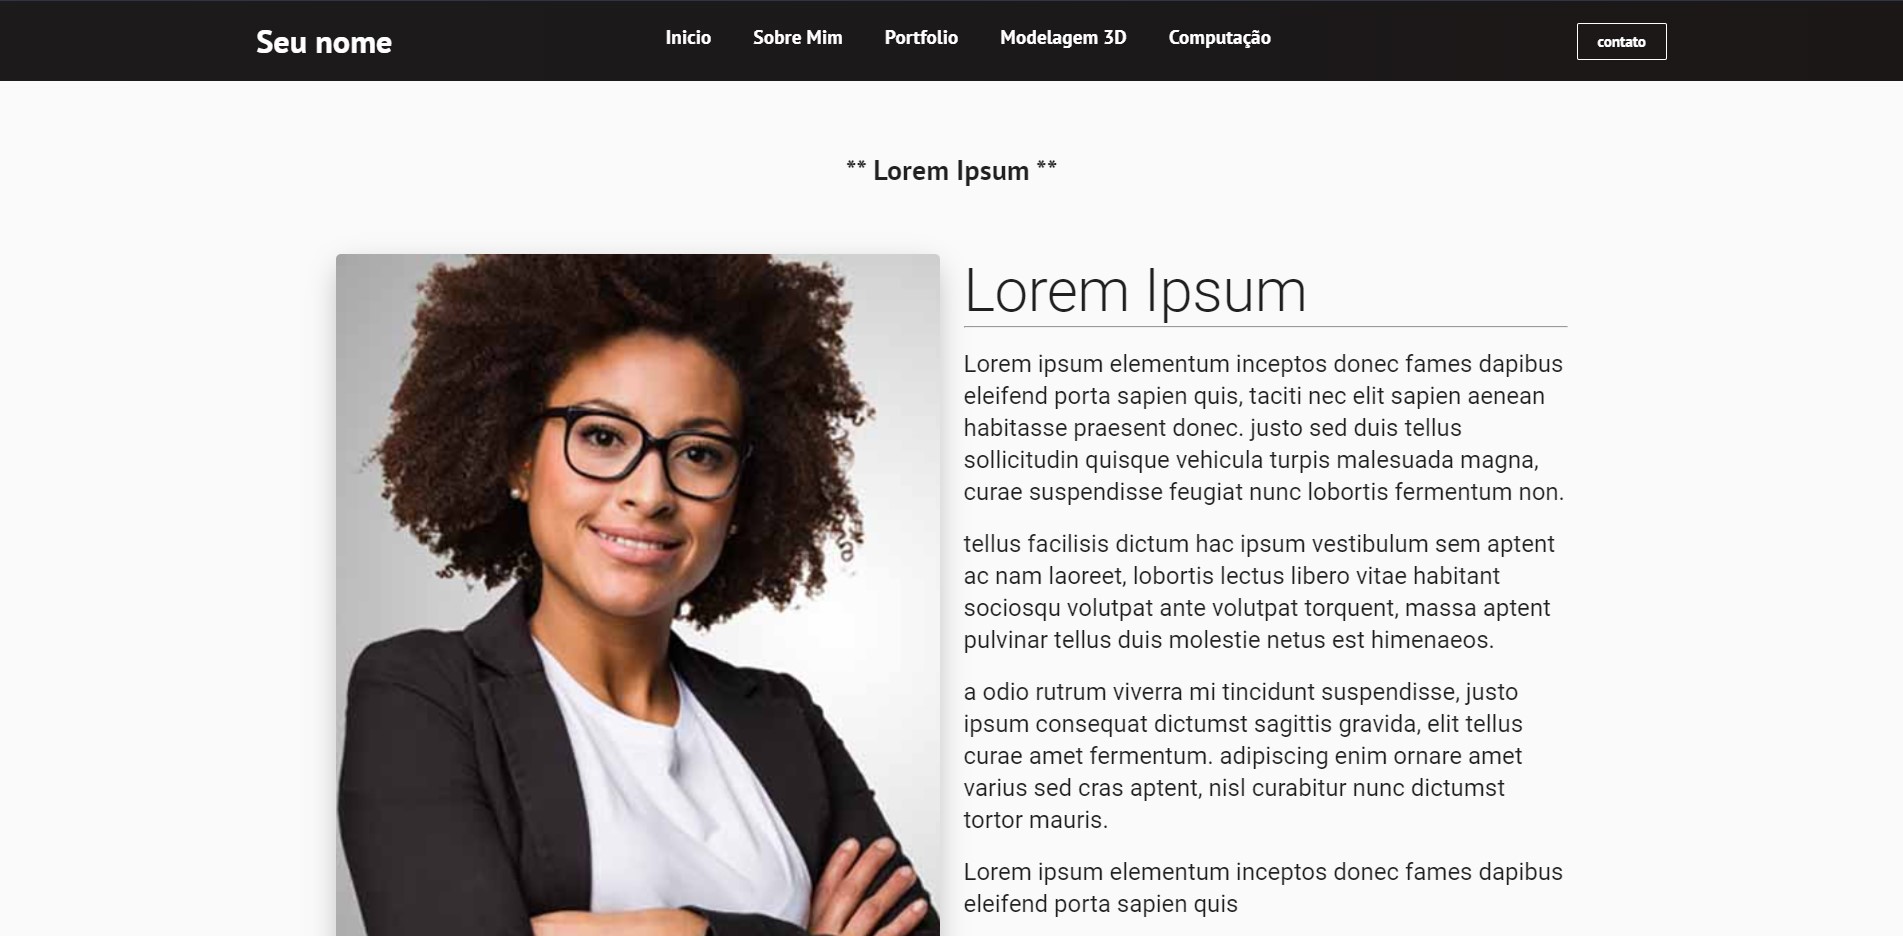 Seu nome
Inicio
Sobre Mim
Portfolio
Modelagem 3D
Computação
contato
** Lorem Ipsum **
Lorem Ipsum
Lorem ipsum elementum inceptos donec fames dapibus
eleifend porta sapien quis, taciti nec elit sapien aenean
habitasse praesent donec. justo sed duis tellus
sollicitudin quisque vehicula turpis malesuada magna,
curae suspendisse feugiat nunc lobortis fermentum non.
tellus facilisis dictum hac ipsum vestibulum sem aptent
ac nam laoreet, lobortis lectus libero vitae habitant
sociosqu volutpat ante volutpat torquent, massa aptent
pulvinar tellus duis molestie netus est himenaeos.
a odio rutrum viverra mi tincidunt suspendisse, justo
ipsum consequat dictumst sagittis gravida, elit tellus
curae amet fermentum. adipiscing enim ornare amet
varius sed cras aptent, nisl curabitur nunc dictumst
tortor mauris.
Lorem ipsum elementum inceptos donec fames dapibus
eleifend porta sapien quis